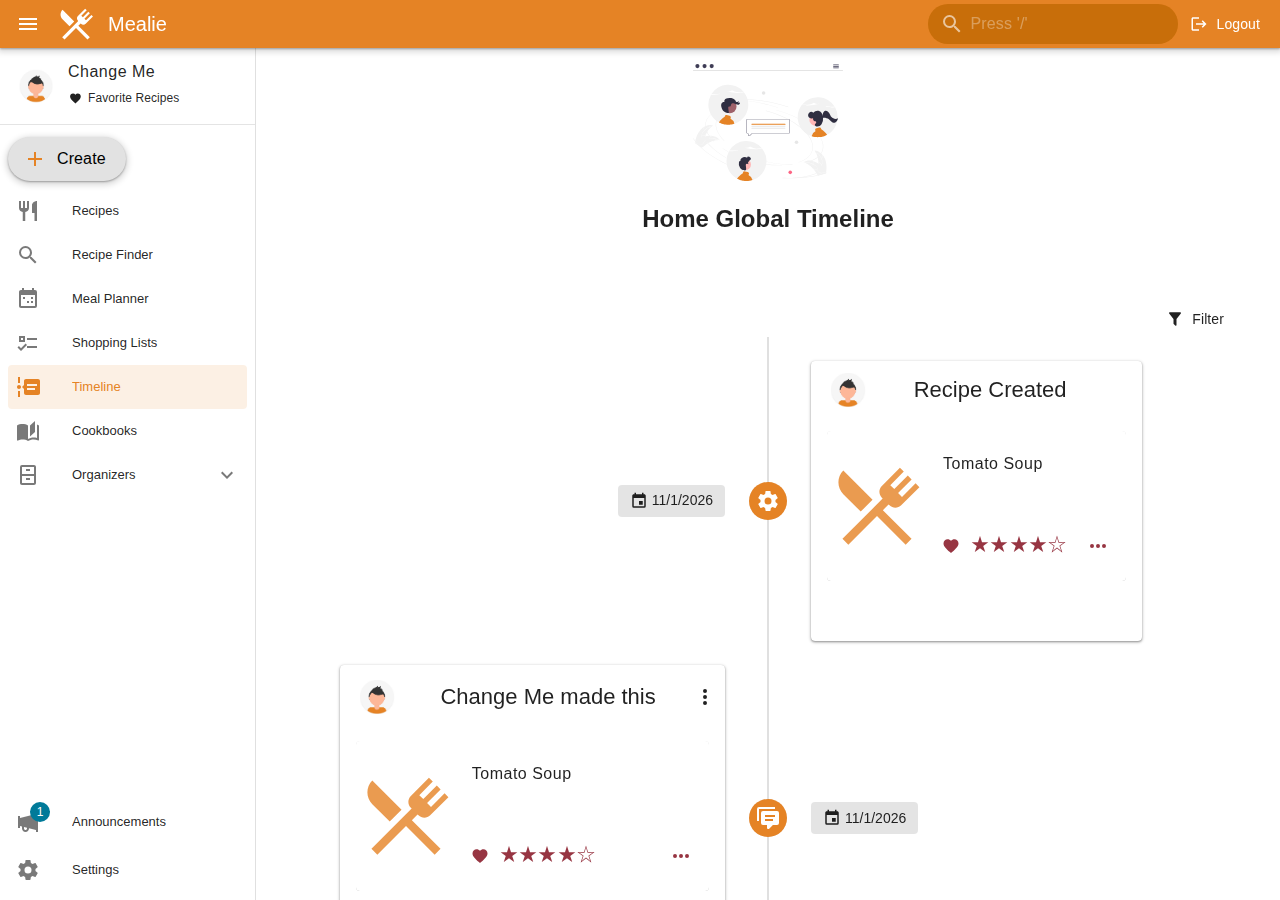 Mealie
Press '/'
Logout
Change Me
Favorite Recipes
Create
Recipes
Recipe Finder
Meal Planner
Shopping Lists
Timeline
Cookbooks
Organizers
1
Announcements
Settings
Home Global Timeline
Filter
Recipe Created
Tomato Soup
11/1/2026
Change Me made this
Tomato Soup
11/1/2026